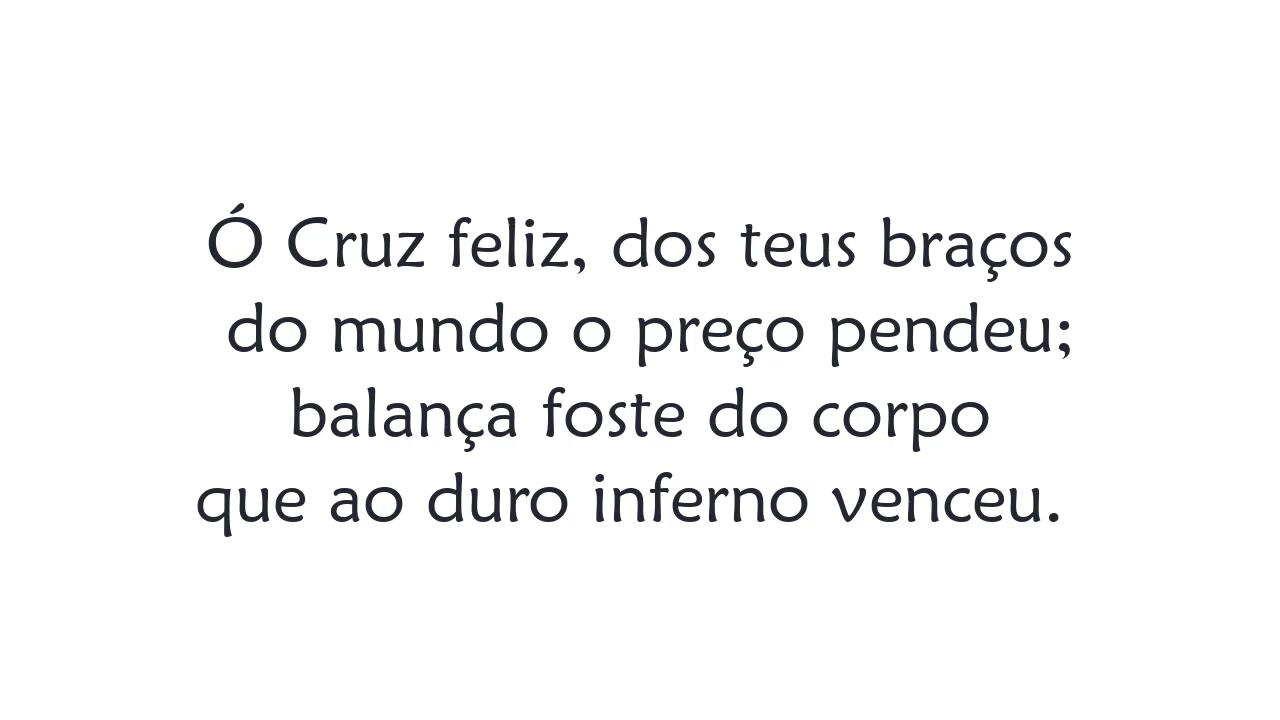 Ó Cruz feliz, dos teus braços
do mundo o preço pendeu;
balança foste do corpo
que ao duro inferno venceu.